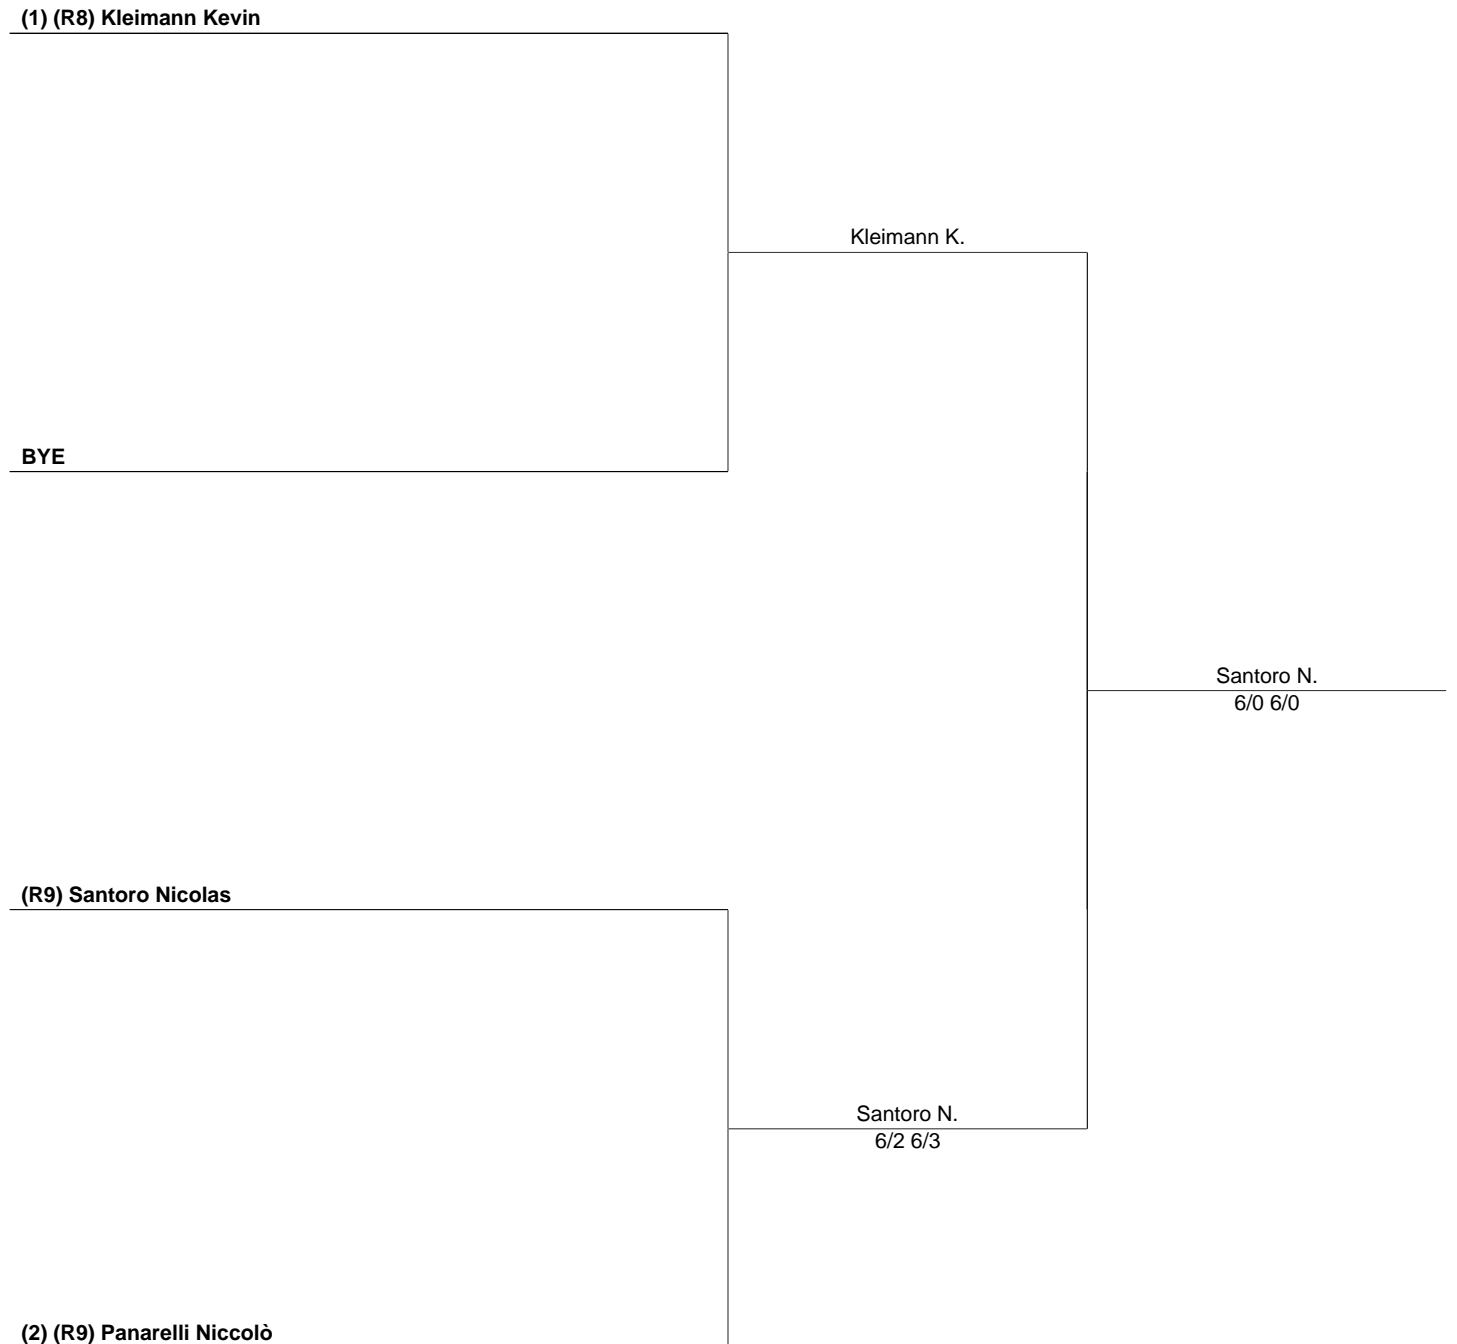 (1) (R8) Kleimann Kevin
Kleimann K.
BYE
Santoro N.
6/0 6/0
(R9) Santoro Nicolas
Santoro N.
6/2 6/3
(2) (R9) Panarelli Niccolò